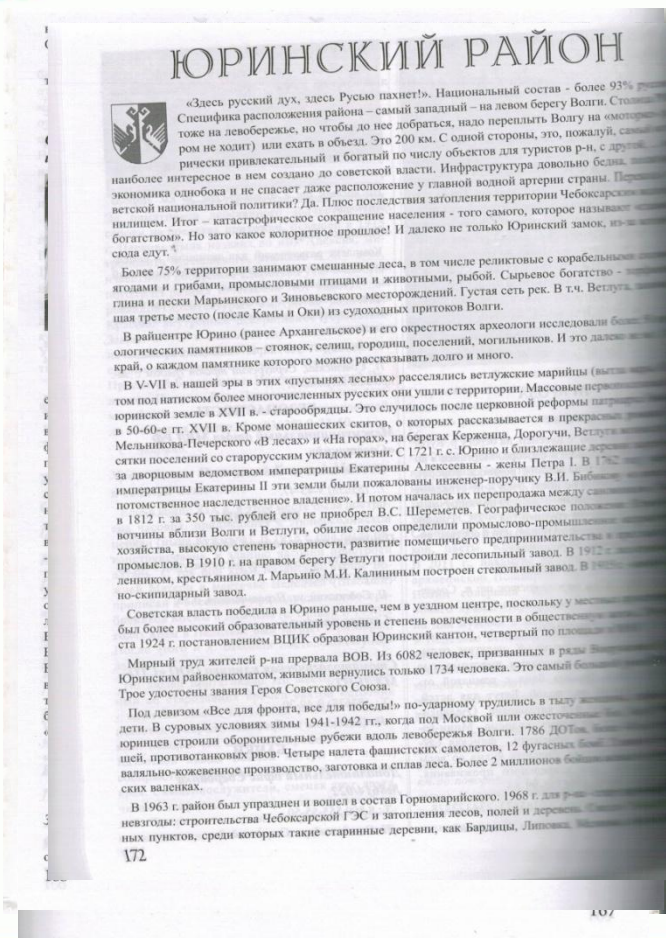 ЮРИНСКИЙ РАЙОН
«Здесь русский дух, здесь Русью пахнет!». Национальный состав - более 93%
Специфика расположения района – самый западный – на левом берегу Волги.
тоже на левобережье, но чтобы до нее добраться, надо переплыть Волгу на
ром не ходит) или ехать в объезд. Это 200 км. С одной стороны, это, пожалуй,
рически привлекательный и богатый по числу объектов для туристов р-н, с
наиболее интересное в нем создано до советской власти. Инфраструктура довольно бедна,
экономика однобока и не спасает даже расположение у главной водной артерии страны.
ветской национальной политики? Да. Плюс последствия затопления территории Чебоксарским
нилищем. Итог – катастрофическое сокращение населения - того самого, которое называют
богатством». Но зато какое колоритное прошлое! И далеко не только Юринский замок,
сюда едут.
Более 75% территории занимают смешанные леса, в том числе реликтовые с корабельными
ягодами и грибами, промысловыми птицами и животными, рыбой. Сырьевое богатство -
глина и пески Марьинского и Зиновьевского месторождений. Густая сеть рек. В т.ч. Ветлуга,
щая третье место (после Камы и Оки) из судоходных притоков Волги.
В райцентре Юрино (ранее Архангельское) и его окрестностях археологи исследовали
ологических памятников – стоянок, селищ, городищ, поселений, могильников. И это далеко
край, о каждом памятнике которого можно рассказывать долго и много.
В V-VII в. нашей эры в этих «пустынях лесных» расселялись ветлужские марийцы
том под натиском более многочисленных русских они ушли с территории. Массовые
юринской земле в XVII в. - старообрядцы. Это случилось после церковной реформы
в 50-60-е гг. XVII в. Кроме монашеских скитов, о которых рассказывается в прекрасных
Мельникова-Печерского «В лесах» и «На горах», на берегах Керженца, Дорогучи, Ветлуги
сятки поселений со старорусским укладом жизни. С 1721 г. с. Юрино и близлежащие
за дворцовым ведомством императрицы Екатерины Алексеевны - жены Петра I. В
императрицы Екатерины II эти земли были пожалованы инженер-поручику В.И.
потомственное наследственное владение». И потом началась их перепродажа между
в 1812 г. за 350 тыс. рублей его не приобрел В.С. Шереметев. Географическое
вотчины вблизи Волги и Ветлуги, обилие лесов определили промыслово-промышленное
хозяйства, высокую степень товарности, развитие помещичьего предпринимательства и
промыслов. В 1910 г. на правом берегу Ветлуги построили лесопильный завод. В 1912
ленником, крестьянином д. Марьино М.И. Калининым построен стекольный завод. В
но-скипидарный завод.
Советская власть победила в Юрино раньше, чем в уездном центре, поскольку у
был более высокий образовательный уровень и степень вовлеченности в общественную
ста 1924 г. постановлением ВЦИК образован Юринский кантон, четвертый по площади
Мирный труд жителей р-на прервала ВОВ. Из 6082 человек, призванных в ряды
Юринским райвоенкоматом, живыми вернулись только 1734 человека. Это самый
Трое удостоены звания Героя Советского Союза.
Под девизом «Все для фронта, все для победы!» по-ударному трудились в тылу
дети. В суровых условиях зимы 1941-1942 гг., когда под Москвой шли ожесточенные
юринцев строили оборонительные рубежи вдоль левобережья Волги. 1786 ДОТов,
шей, противотанковых рвов. Четыре налета фашистских самолетов, 12 фугасных бомб.
валяльно-кожевенное производство, заготовка и сплав леса. Более 2 миллионов
ских валенках.
В 1963 г. район был упразднен и вошел в состав Горномарийского. 1968 г. для р-на
невзгоды: строительства Чебоксарской ГЭС и затопления лесов, полей и деревень.
ных пунктов, среди которых такие старинные деревни, как Бардицы, Липовка,
172
167